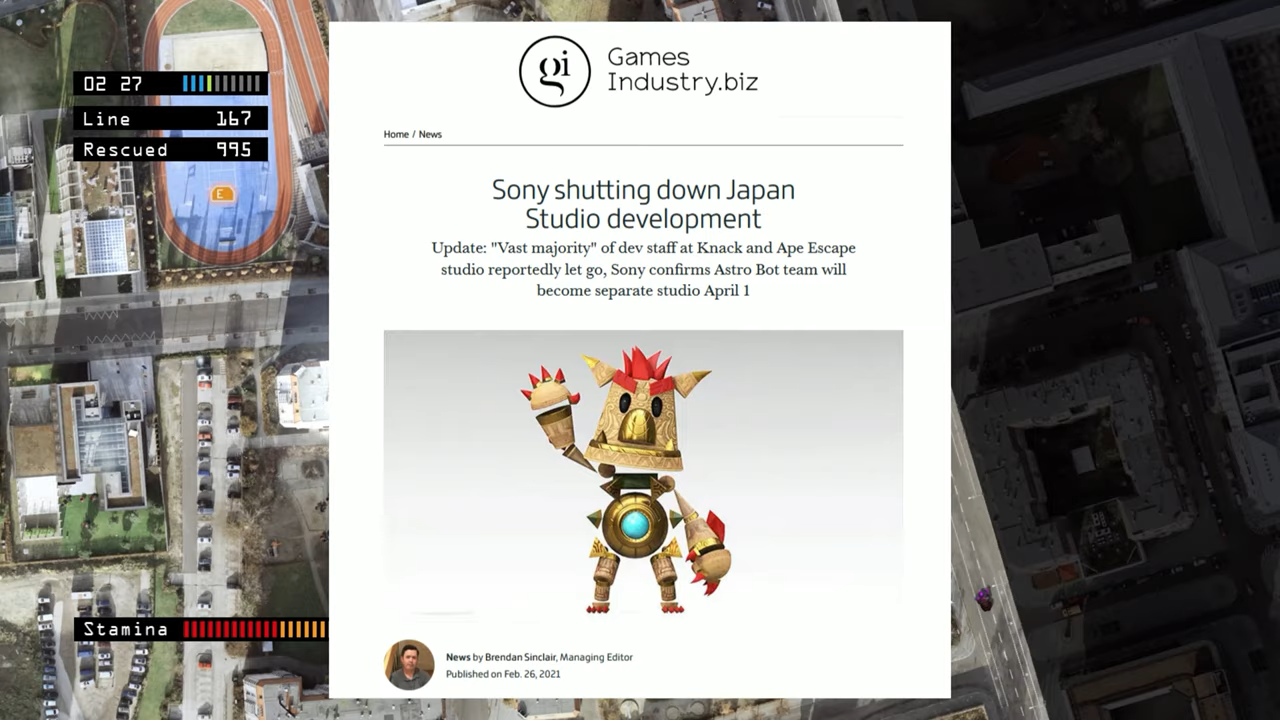 02 27
Line 167
Rescued 995
E
Stamina
gi
Games
Industry.biz
Home / News
Sony shutting down Japan
Studio development
Update: "Vast majority" of dev staff at Knack and Ape Escape
studio reportedly let go, Sony confirms Astro Bot team will
become separate studio April 1
News by Brendan Sinclair, Managing Editor
Published on Feb. 26, 2021